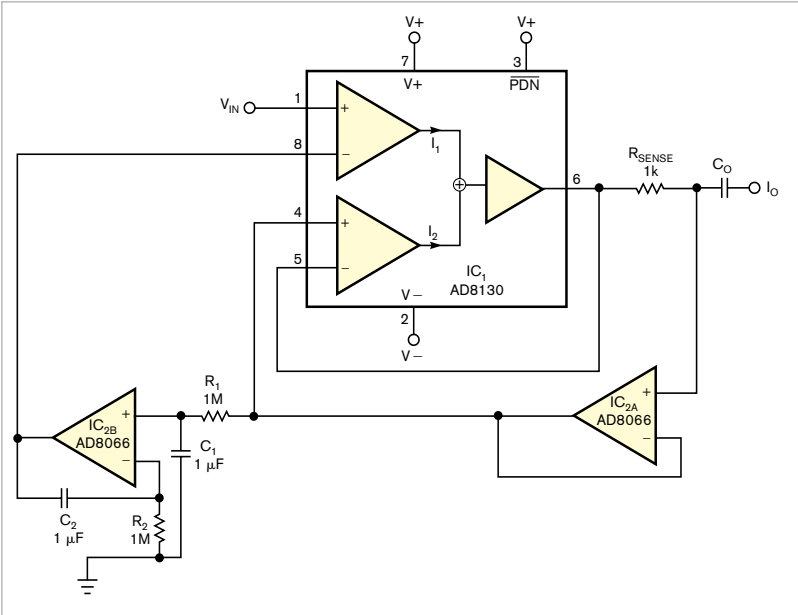 V+
V+
7
3
V+
PDN
VIN
1
+
8
−
I1
RSENSE
1k
CO
6
IO
4
+
5
−
I2
IC1
AD8130
V−
2
V−
R1
1M
IC2B
AD8066
+
−
C1
1 µF
IC2A
AD8066
+
−
C2
1 µF
R2
1M